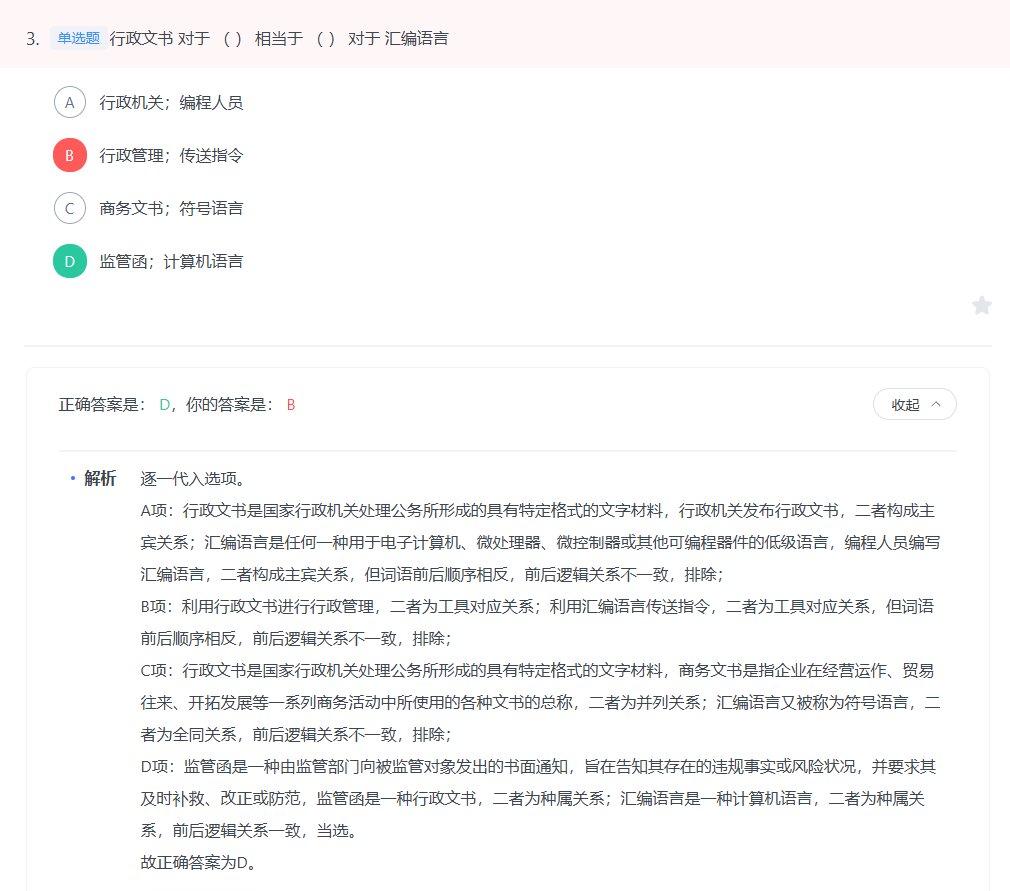 3. 单选题 行政文书 对于 （ ） 相当于 （ ） 对于 汇编语言
A 行政机关；编程人员
B 行政管理；传送指令
C 商务文书；符号语言
D 监管函；计算机语言
正确答案是： D，你的答案是： B
收起
解析 逐一代入选项。
A项：行政文书是国家行政机关处理公务所形成的具有特定格式的文字材料，行政机关发布行政文书，二者构成主
宾关系；汇编语言是任何一种用于电子计算机、微处理器、微控制器或其他可编程器件的低级语言，编程人员编写
汇编语言，二者构成主宾关系，但词语前后顺序相反，前后逻辑关系不一致，排除；
B项：利用行政文书进行行政管理，二者为工具对应关系；利用汇编语言传送指令，二者为工具对应关系，但词语
前后顺序相反，前后逻辑关系不一致，排除；
C项：行政文书是国家行政机关处理公务所形成的具有特定格式的文字材料，商务文书是指企业在经营运作、贸易
往来、开拓发展等一系列商务活动中所使用的各种文书的总称，二者为并列关系；汇编语言又被称为符号语言，二
者为全同关系，前后逻辑关系不一致，排除；
D项：监管函是一种由监管部门向被监管对象发出的书面通知，旨在告知其存在的违规事实或风险状况，并要求其
及时补救、改正或防范，监管函是一种行政文书，二者为种属关系；汇编语言是一种计算机语言，二者为种属关
系，前后逻辑关系一致，当选。
故正确答案为D。